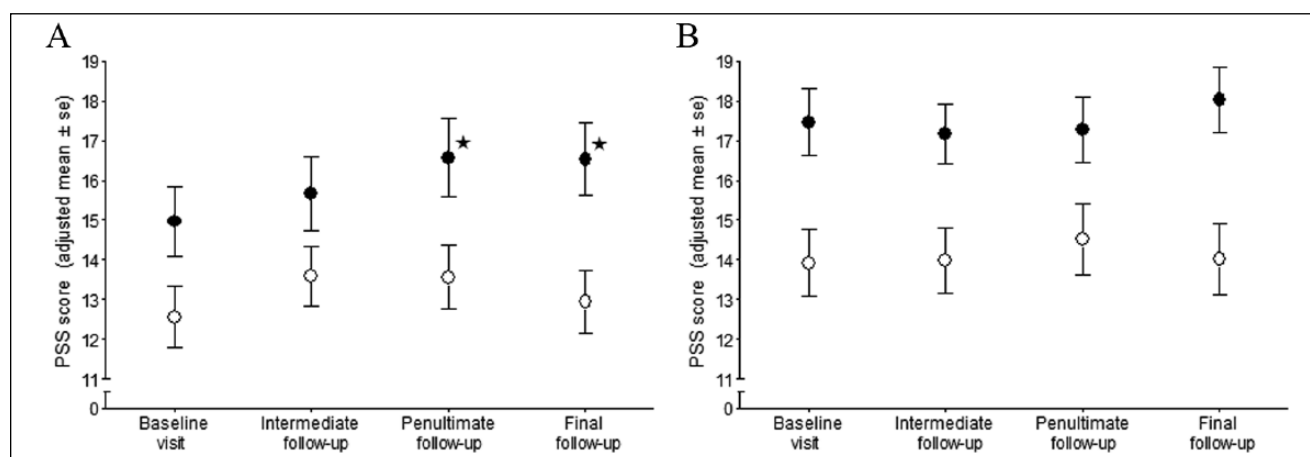 A
PSS score (adjusted mean ± se)
19
18
17
16
15
14
13
12
11
0
★
★
Baseline visit
Intermediate follow-up
Penultimate follow-up
Final follow-up
B
PSS score (adjusted mean ± se)
19
18
17
16
15
14
13
12
11
0
Baseline visit
Intermediate follow-up
Penultimate follow-up
Final follow-up